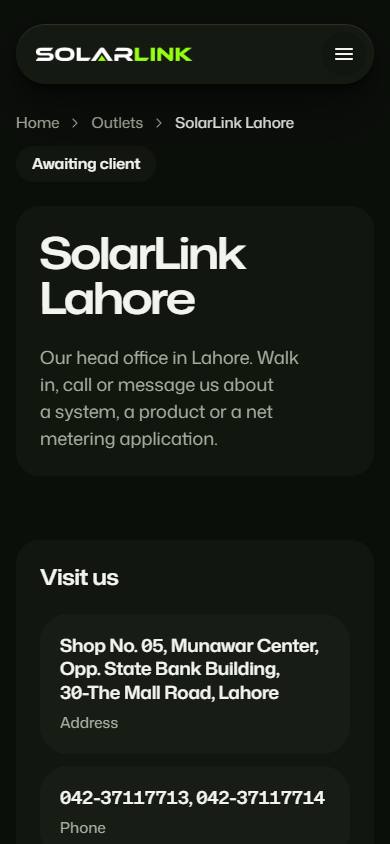 SOLARLINK
Home > Outlets > SolarLink Lahore
Awaiting client
SolarLink
Lahore
Our head office in Lahore. Walk
in, call or message us about
a system, a product or a net
metering application.
Visit us
Shop No. 05, Munawar Center,
Opp. State Bank Building,
30-The Mall Road, Lahore
Address
042-37117713, 042-37117714
Phone